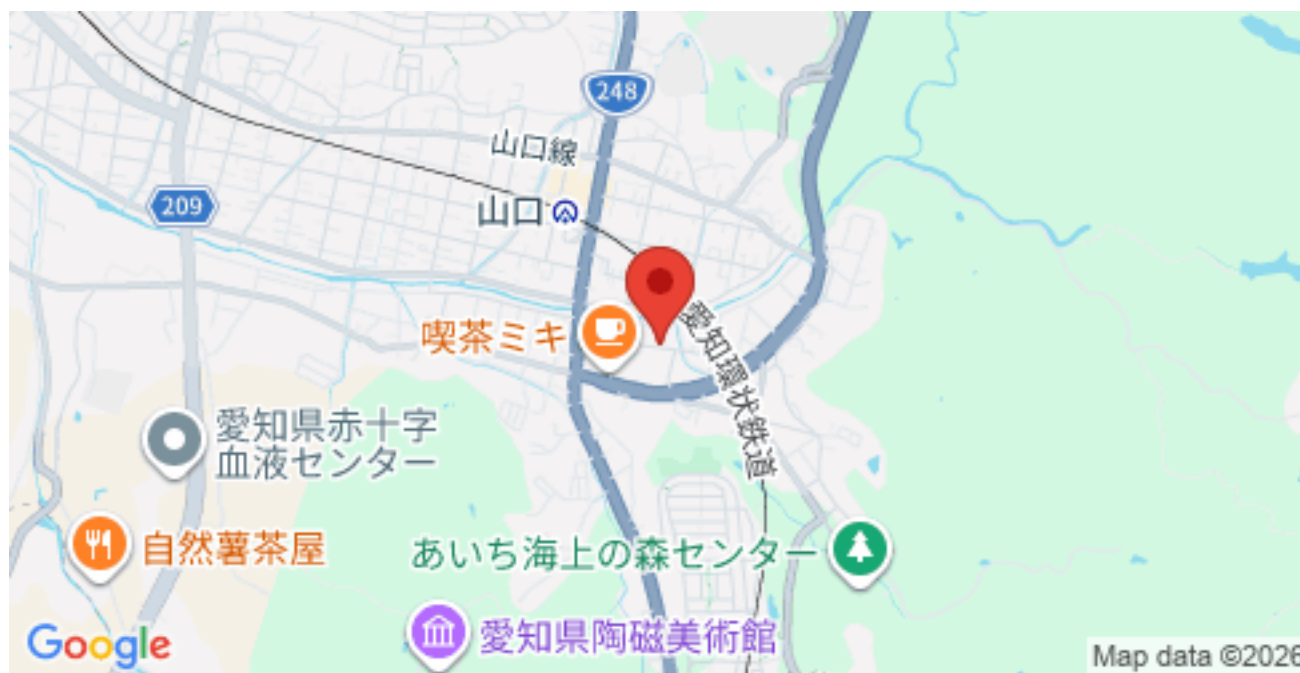 248
山口線
209
山口
愛知環状鉄道
喫茶ミキ
愛知県赤十字
血液センター
自然薯茶屋
あいち海上の森センター
愛知県陶磁美術館
Google
Map data ©2026